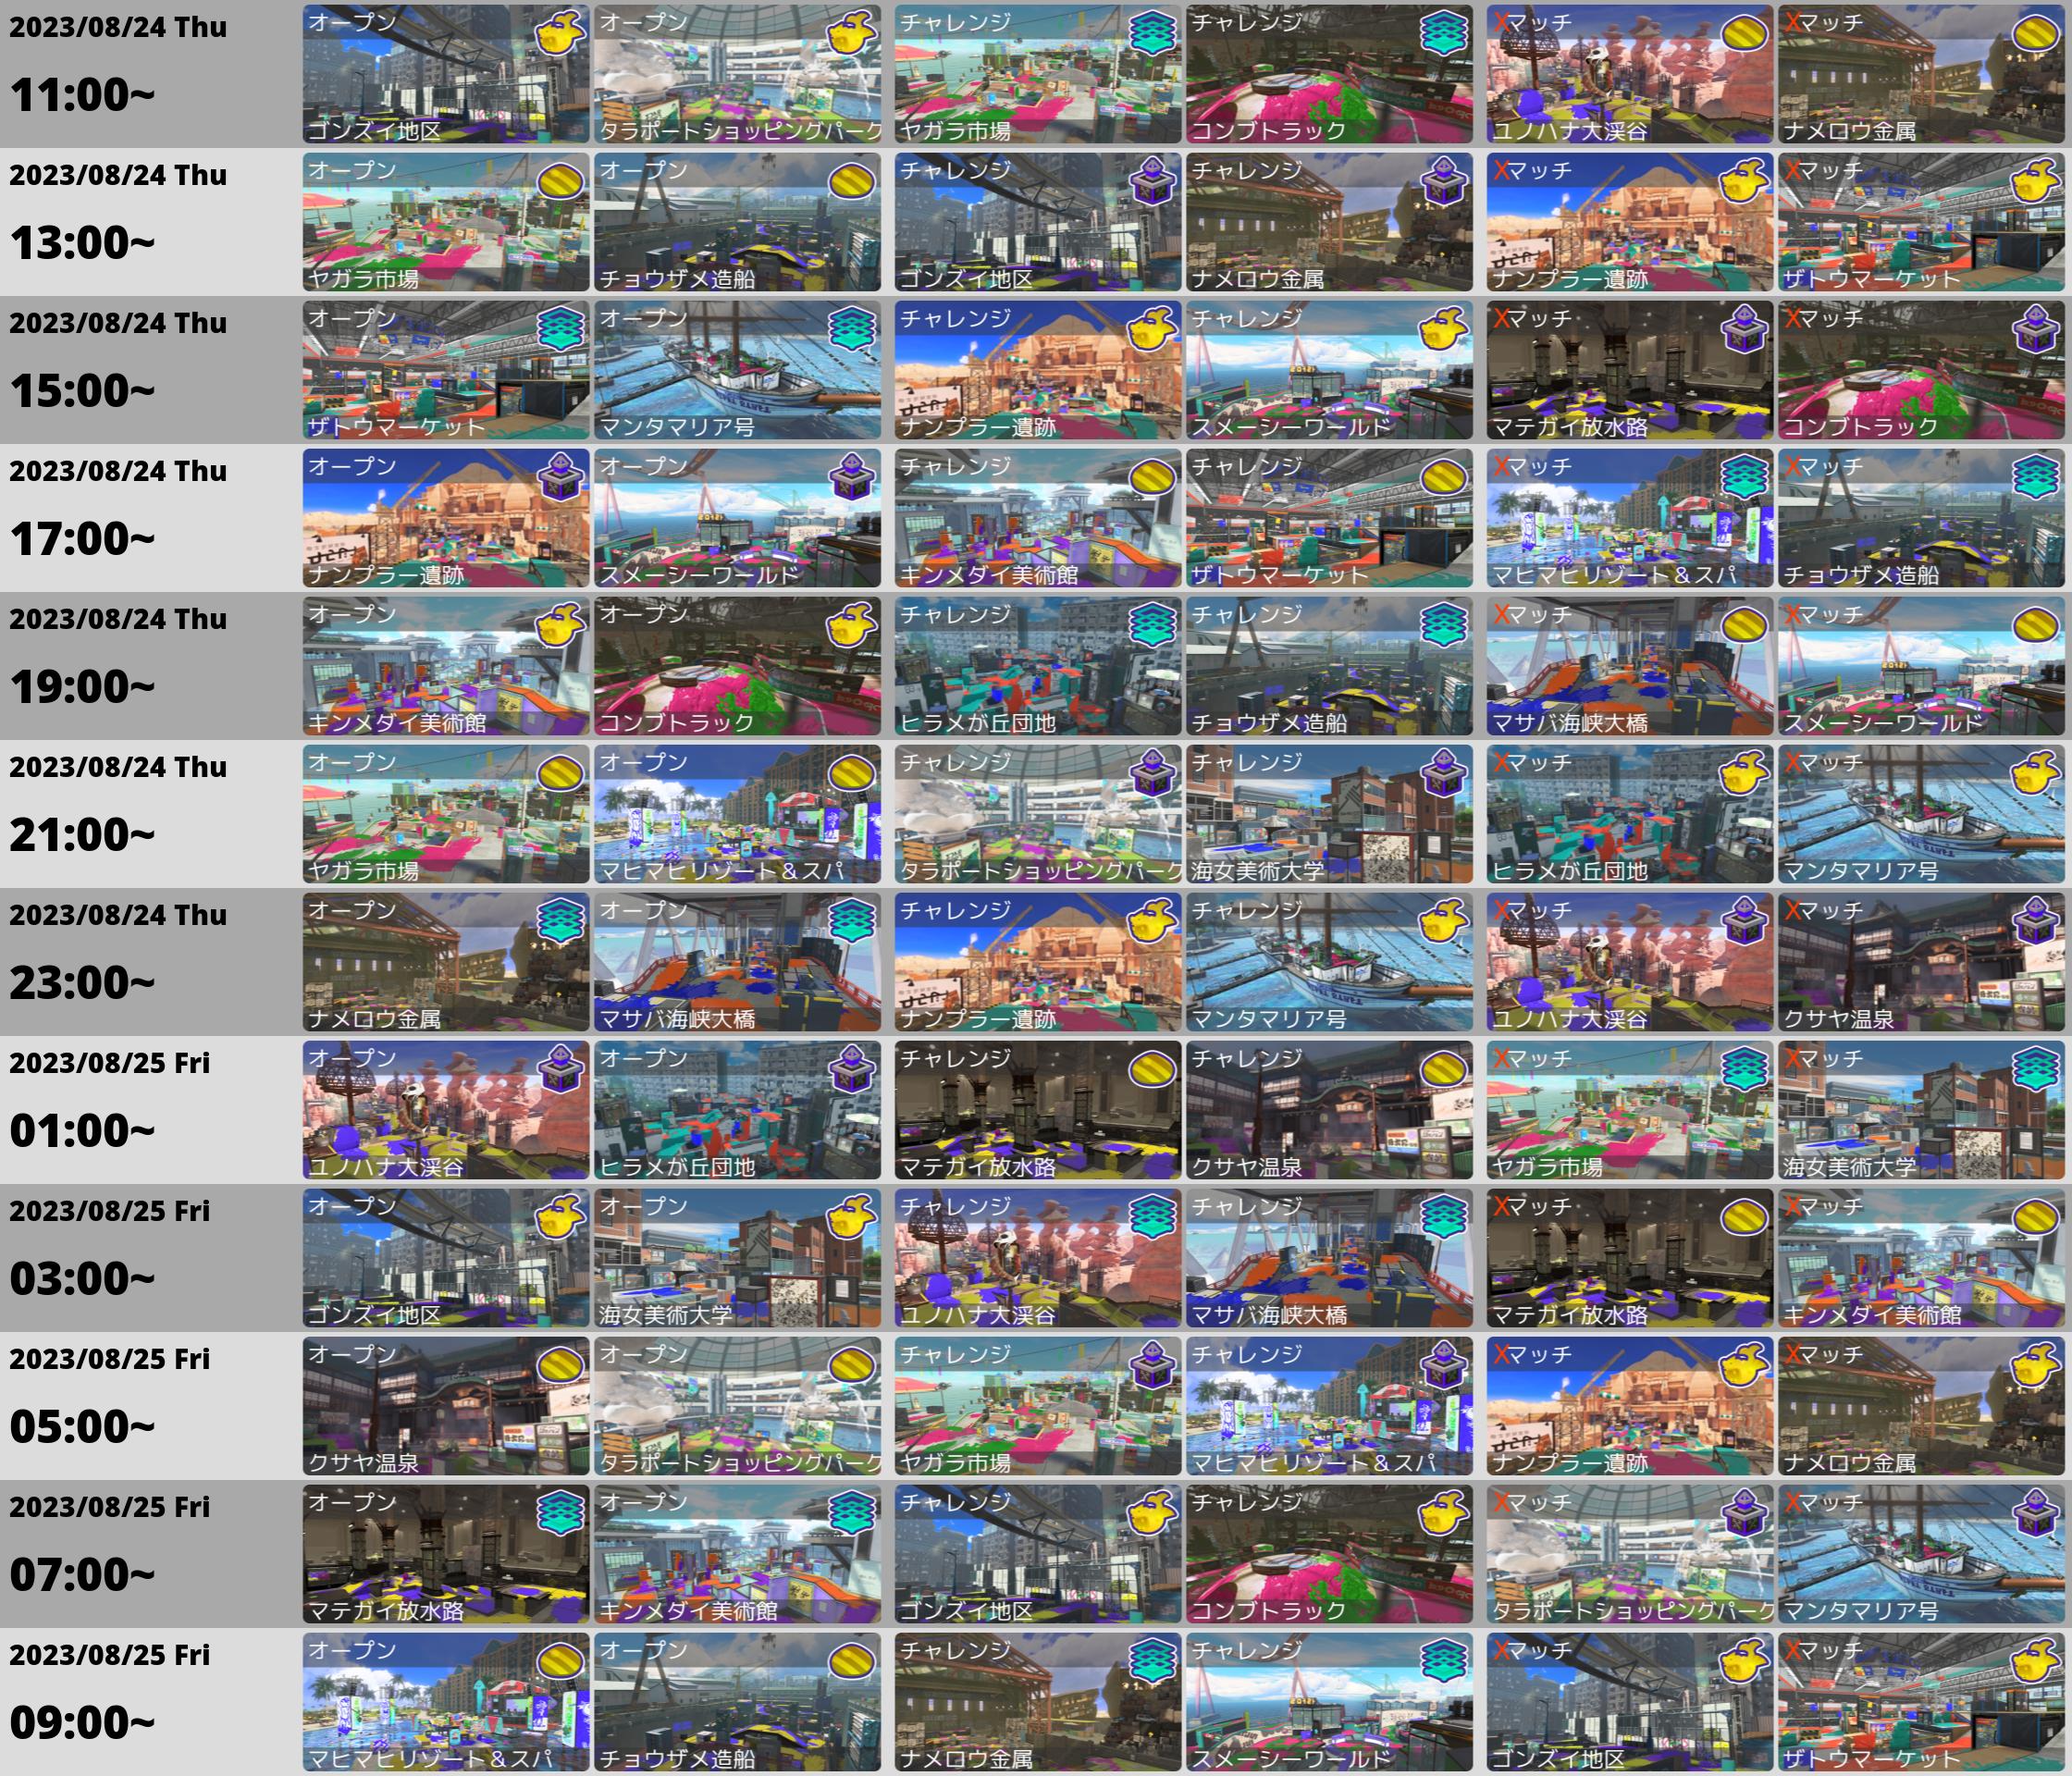 2023/08/24 Thu
11:00~
オープン オープン チャレンジ チャレンジ Xマッチ Xマッチ
ゴンズイ地区 タラポートショッピングパーク ヤガラ市場 コンブトラック ユノハナ大渓谷 ナメロウ金属
2023/08/24 Thu
13:00~
オープン オープン チャレンジ チャレンジ Xマッチ Xマッチ
ヤガラ市場 チョウザメ造船 ゴンズイ地区 ナメロウ金属 ナンプラー遺跡 ザトウマーケット
2023/08/24 Thu
15:00~
オープン オープン チャレンジ チャレンジ Xマッチ Xマッチ
ザトウマーケット マンタマリア号 ナンプラー遺跡 スメーシーワールド マテガイ放水路 コンブトラック
2023/08/24 Thu
17:00~
オープン オープン チャレンジ チャレンジ Xマッチ Xマッチ
ナンプラー遺跡 スメーシーワールド キンメダイ美術館 ザトウマーケット マヒマヒリゾート＆スパ チョウザメ造船
2023/08/24 Thu
19:00~
オープン オープン チャレンジ チャレンジ Xマッチ Xマッチ
キンメダイ美術館 コンブトラック ヒラメが丘団地 チョウザメ造船 マサバ海峡大橋 スメーシーワールド
2023/08/24 Thu
21:00~
オープン オープン チャレンジ チャレンジ Xマッチ Xマッチ
ヤガラ市場 マヒマヒリゾート＆スパ タラポートショッピングパーク 海女美術大学 ヒラメが丘団地 マンタマリア号
2023/08/24 Thu
23:00~
オープン オープン チャレンジ チャレンジ Xマッチ Xマッチ
ナメロウ金属 マサバ海峡大橋 ナンプラー遺跡 マンタマリア号 ユノハナ大渓谷 クサヤ温泉
2023/08/25 Fri
01:00~
オープン オープン チャレンジ チャレンジ Xマッチ Xマッチ
ユノハナ大渓谷 ヒラメが丘団地 マテガイ放水路 クサヤ温泉 ヤガラ市場 海女美術大学
2023/08/25 Fri
03:00~
オープン オープン チャレンジ チャレンジ Xマッチ Xマッチ
ゴンズイ地区 海女美術大学 ユノハナ大渓谷 マサバ海峡大橋 マテガイ放水路 キンメダイ美術館
2023/08/25 Fri
05:00~
オープン オープン チャレンジ チャレンジ Xマッチ Xマッチ
クサヤ温泉 タラポートショッピングパーク ヤガラ市場 マヒマヒリゾート＆スパ ナンプラー遺跡 ナメロウ金属
2023/08/25 Fri
07:00~
オープン オープン チャレンジ チャレンジ Xマッチ Xマッチ
マテガイ放水路 キンメダイ美術館 ゴンズイ地区 コンブトラック タラポートショッピングパーク マンタマリア号
2023/08/25 Fri
09:00~
オープン オープン チャレンジ チャレンジ Xマッチ Xマッチ
マヒマヒリゾート＆スパ チョウザメ造船 ナメロウ金属 スメーシーワールド ゴンズイ地区 ザトウマーケット